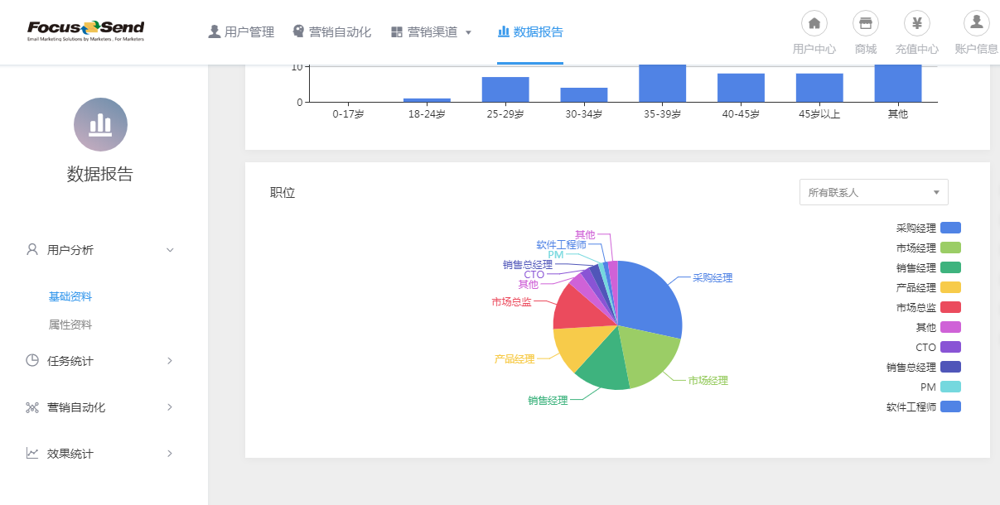 FocusSend
Email Marketing Solutions by Marketers , For Marketers
用户管理
营销自动化
营销渠道
数据报告
用户中心
商城
¥
充值中心
账户信息
数据报告
用户分析
基础资料
属性资料
任务统计
营销自动化
效果统计
10
0
0-17岁
18-24岁
25-29岁
30-34岁
35-39岁
40-45岁
45岁以上
其他
职位
所有联系人
其他
软件工程师
PM
销售总经理
CTO
其他
市场总监
产品经理
销售经理
采购经理
市场经理
采购经理
市场经理
销售经理
产品经理
市场总监
其他
CTO
销售总经理
PM
软件工程师